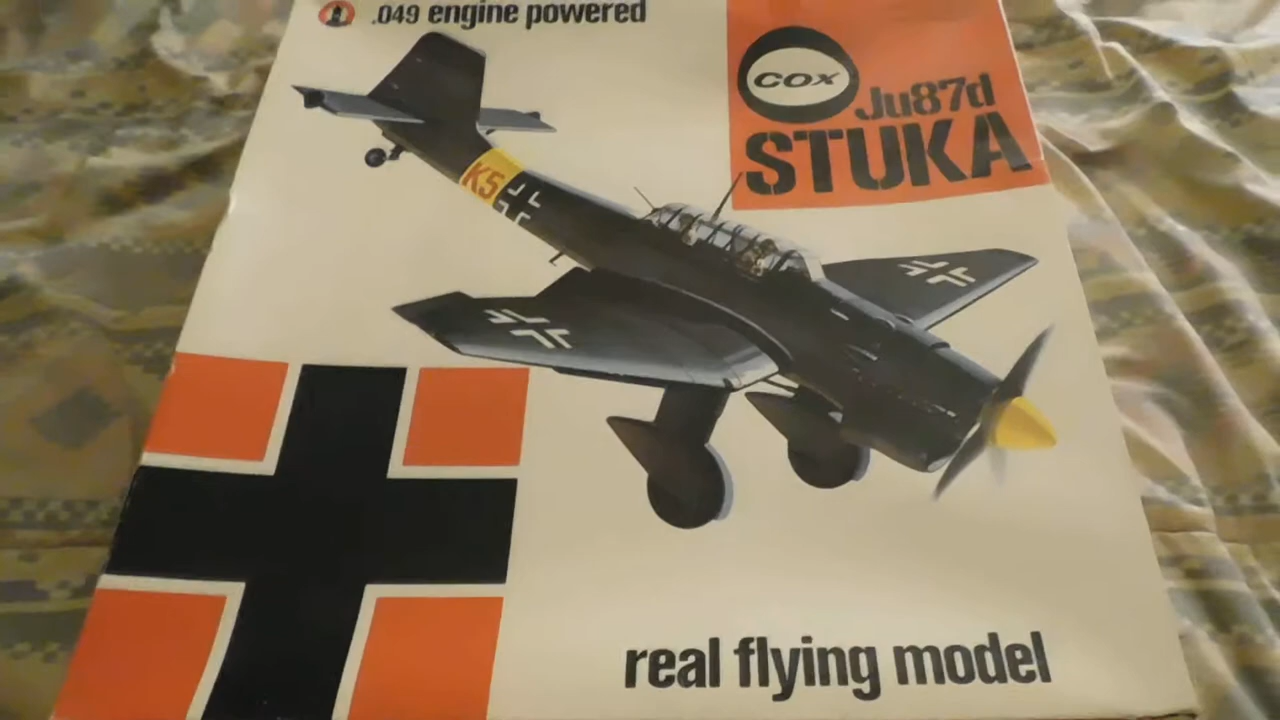 .049 engine powered
COX
Ju87d
STUKA
K5
real flying model